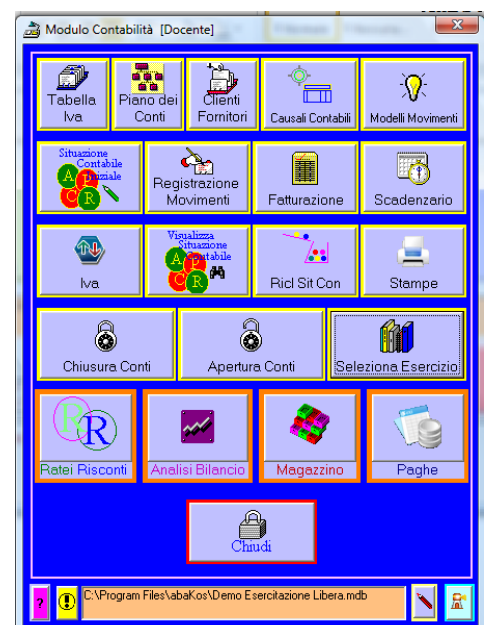 Modulo Contabilità [Docente]
Tabella
Iva
Piano dei
Conti
Clienti
Fornitori
Causali Contabili
Modelli Movimenti
Situazione
Contabile
Iniziale
A P
C R
Registrazione
Movimenti
Fatturazione
Scadenzario
Iva
Visualizza
Situazione
Contabile
A P
C R
Ricl Sit Con
Stampe
Chiusura Conti
Apertura Conti
Seleziona Esercizio
R R
Ratei Risconti
Analisi Bilancio
Magazzino
Paghe
Chiudi
? ! C:\Program Files\abaKos\Demo Esercitazione Libera.mdb